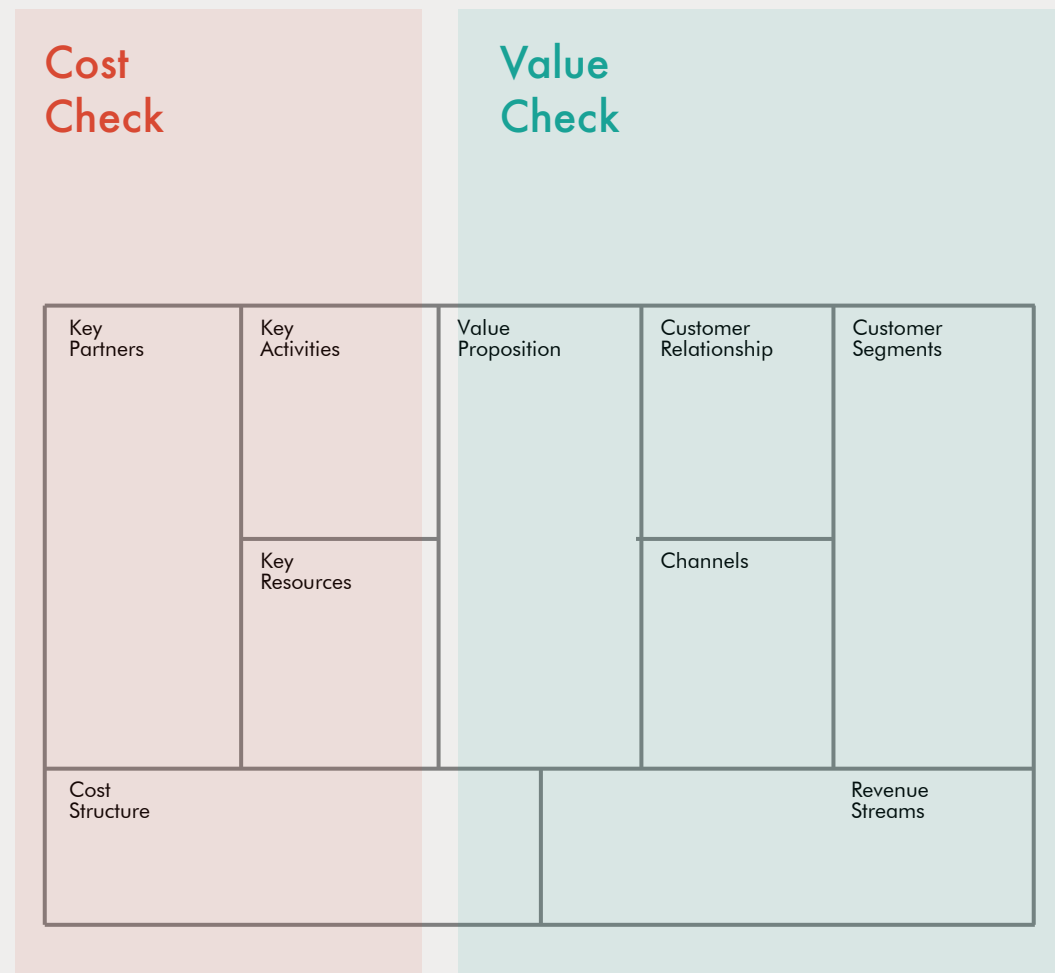 Cost
Check
Value
Check
Key
Partners
Key
Activities
Value
Proposition
Customer
Relationship
Customer
Segments
Key
Resources
Channels
Cost
Structure
Revenue
Streams